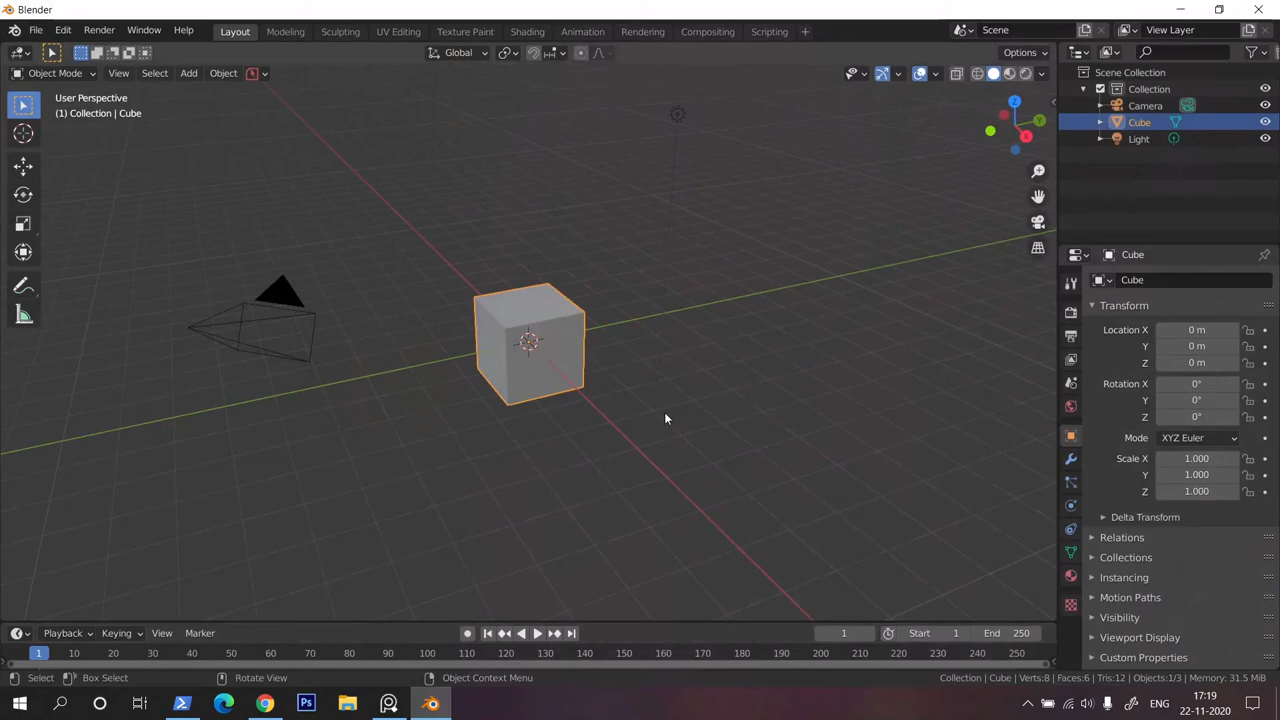 Blender
File Edit Render Window Help Layout Modeling Sculpting UV Editing Texture Paint Shading Animation Rendering Compositing Scripting + Scene View Layer
Global Options
Object Mode View Select Add Object
User Perspective
(1) Collection | Cube
Z
Y
X
Scene Collection
Collection
Camera
Cube
Light
Cube
Cube
Transform
Location X 0 m
Y 0 m
Z 0 m
Rotation X 0°
Y 0°
Z 0°
Mode XYZ Euler
Scale X 1.000
Y 1.000
Z 1.000
Delta Transform
Relations
Collections
Instancing
Motion Paths
Visibility
Viewport Display
Custom Properties
Playback Keying View Marker 1 Start 1 End 250
1 10 20 30 40 50 60 70 80 90 100 110 120 130 140 150 160 170 180 190 200 210 220 230 240 250
Select Box Select Rotate View Object Context Menu Collection | Cube | Verts:8 | Faces:6 | Tris:12 | Objects:1/3 | Memory: 31.5 MiB
Ps ENG 17:19
22-11-2020